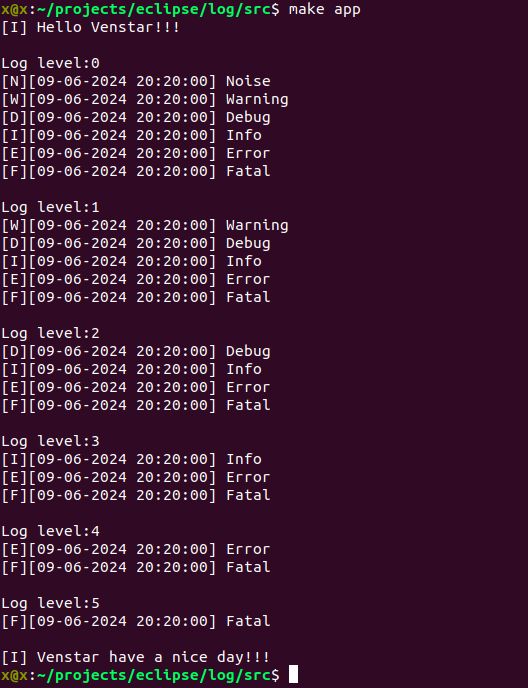 x@x:~/projects/eclipse/log/src$ make app
[I] Hello Venstar!!!

Log level:0
[N][09-06-2024 20:20:00] Noise
[W][09-06-2024 20:20:00] Warning
[D][09-06-2024 20:20:00] Debug
[I][09-06-2024 20:20:00] Info
[E][09-06-2024 20:20:00] Error
[F][09-06-2024 20:20:00] Fatal

Log level:1
[W][09-06-2024 20:20:00] Warning
[D][09-06-2024 20:20:00] Debug
[I][09-06-2024 20:20:00] Info
[E][09-06-2024 20:20:00] Error
[F][09-06-2024 20:20:00] Fatal

Log level:2
[D][09-06-2024 20:20:00] Debug
[I][09-06-2024 20:20:00] Info
[E][09-06-2024 20:20:00] Error
[F][09-06-2024 20:20:00] Fatal

Log level:3
[I][09-06-2024 20:20:00] Info
[E][09-06-2024 20:20:00] Error
[F][09-06-2024 20:20:00] Fatal

Log level:4
[E][09-06-2024 20:20:00] Error
[F][09-06-2024 20:20:00] Fatal

Log level:5
[F][09-06-2024 20:20:00] Fatal

[I] Venstar have a nice day!!!
x@x:~/projects/eclipse/log/src$